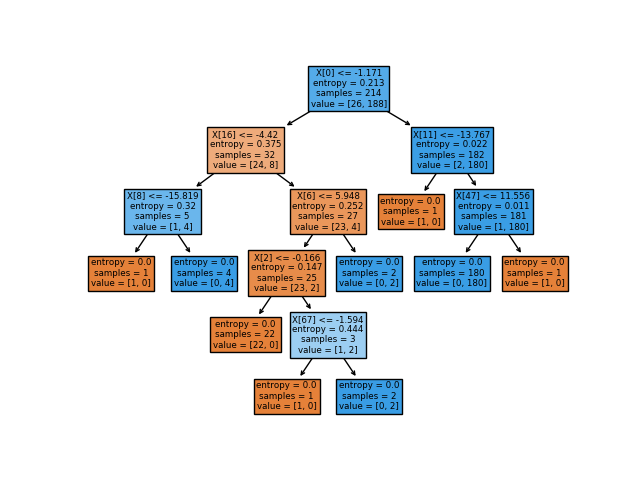 X[0] <= -1.171
entropy = 0.213
samples = 214
value = [26, 188]
X[16] <= -4.42
entropy = 0.375
samples = 32
value = [24, 8]
X[11] <= -13.767
entropy = 0.022
samples = 182
value = [2, 180]
X[8] <= -15.819
entropy = 0.32
samples = 5
value = [1, 4]
X[6] <= 5.948
entropy = 0.252
samples = 27
value = [23, 4]
entropy = 0.0
samples = 1
value = [1, 0]
X[47] <= 11.556
entropy = 0.011
samples = 181
value = [1, 180]
entropy = 0.0
samples = 1
value = [1, 0]
entropy = 0.0
samples = 4
value = [0, 4]
X[2] <= -0.166
entropy = 0.147
samples = 25
value = [23, 2]
entropy = 0.0
samples = 2
value = [0, 2]
entropy = 0.0
samples = 180
value = [0, 180]
entropy = 0.0
samples = 1
value = [1, 0]
entropy = 0.0
samples = 22
value = [22, 0]
X[67] <= -1.594
entropy = 0.444
samples = 3
value = [1, 2]
entropy = 0.0
samples = 1
value = [1, 0]
entropy = 0.0
samples = 2
value = [0, 2]